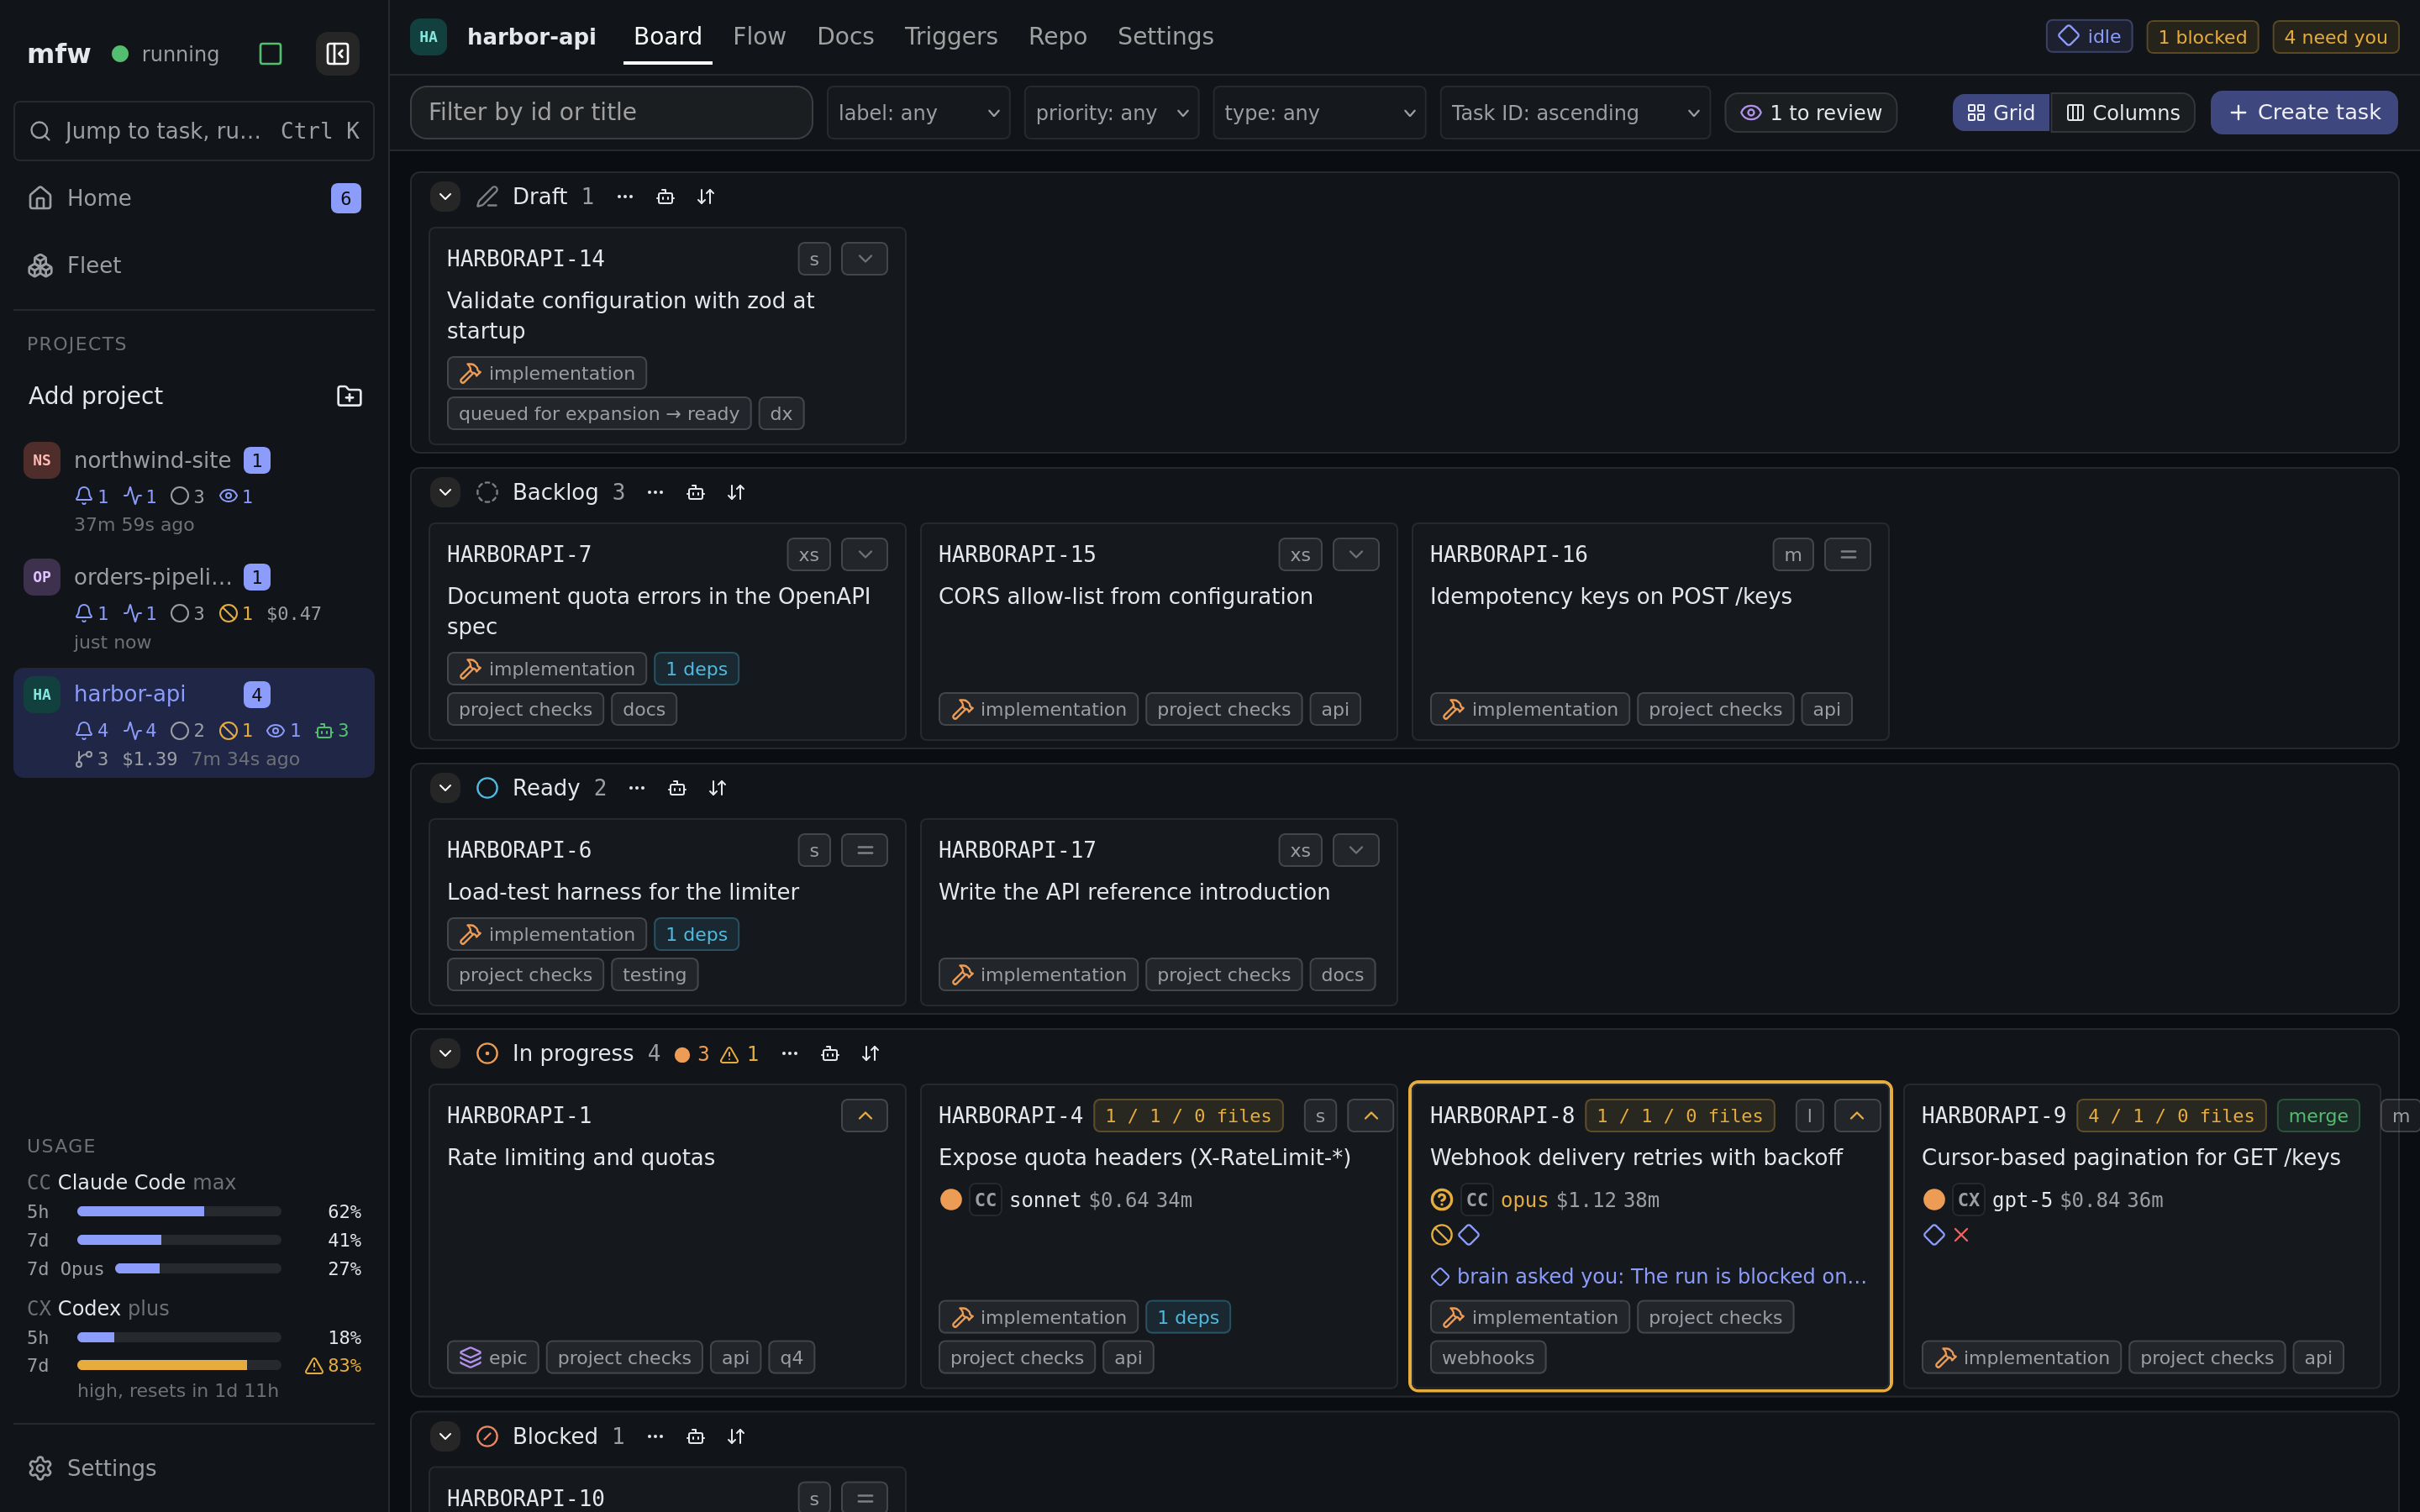 mfw running
Jump to task, ru... Ctrl K
Home 6
Fleet
PROJECTS
Add project
NS northwind-site 1
1 1 3 1
37m 59s ago
OP orders-pipeli... 1
1 1 3 1 $0.47
just now
HA harbor-api 4
4 4 2 1 1 3
3 $1.39 7m 34s ago
USAGE
CC Claude Code max
5h 62%
7d 41%
7d Opus 27%
CX Codex plus
5h 18%
7d 83%
high, resets in 1d 11h
Settings
HA harbor-api Board Flow Docs Triggers Repo Settings idle 1 blocked 4 need you
Filter by id or title label: any priority: any type: any Task ID: ascending 1 to review Grid Columns + Create task
Draft 1
HARBORAPI-14 s
Validate configuration with zod at
startup
implementation
queued for expansion → ready dx
Backlog 3
HARBORAPI-7 xs
Document quota errors in the OpenAPI
spec
implementation 1 deps
project checks docs
HARBORAPI-15 xs
CORS allow-list from configuration
implementation project checks api
HARBORAPI-16 m
Idempotency keys on POST /keys
implementation project checks api
Ready 2
HARBORAPI-6 s
Load-test harness for the limiter
implementation 1 deps
project checks testing
HARBORAPI-17 xs
Write the API reference introduction
implementation project checks docs
In progress 4 3 1
HARBORAPI-1
Rate limiting and quotas
epic project checks api q4
HARBORAPI-4 1 / 1 / 0 files s
Expose quota headers (X-RateLimit-*)
CC sonnet $0.64 34m
implementation 1 deps
project checks api
HARBORAPI-8 1 / 1 / 0 files l
Webhook delivery retries with backoff
CC opus $1.12 38m
brain asked you: The run is blocked on...
implementation project checks
webhooks
HARBORAPI-9 4 / 1 / 0 files merge m
Cursor-based pagination for GET /keys
CX gpt-5 $0.84 36m
implementation project checks api
Blocked 1
HARBORAPI-10 s